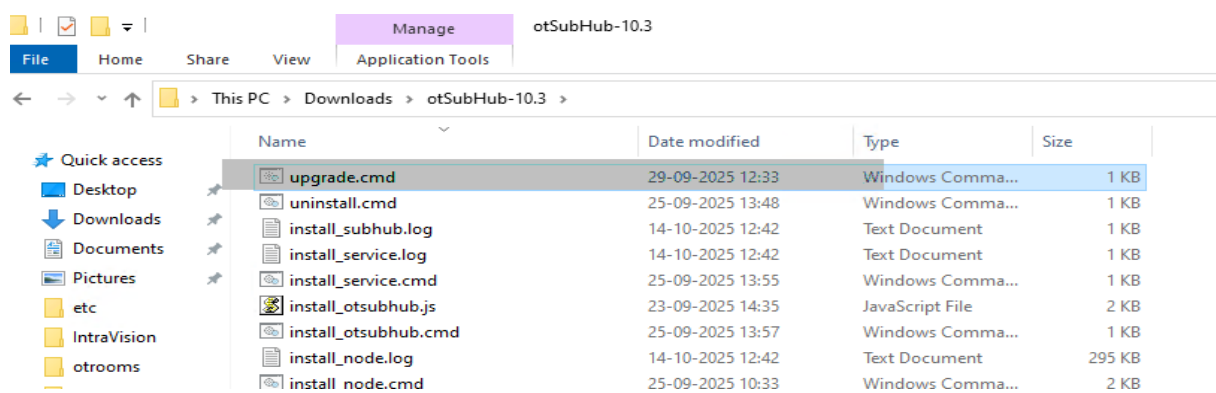 Manage otSubHub-10.3
File Home Share View Application Tools
This PC > Downloads > otSubHub-10.3 >
Name Date modified Type Size
Quick access
upgrade.cmd 29-09-2025 12:33 Windows Comma... 1 KB
Desktop
uninstall.cmd 25-09-2025 13:48 Windows Comma... 1 KB
Downloads
install_subhub.log 14-10-2025 12:42 Text Document 1 KB
Documents
install_service.log 14-10-2025 12:42 Text Document 1 KB
Pictures
install_service.cmd 25-09-2025 13:55 Windows Comma... 1 KB
etc
install_otsubhub.js 23-09-2025 14:35 JavaScript File 2 KB
IntraVision
install_otsubhub.cmd 25-09-2025 13:57 Windows Comma... 1 KB
otrooms
install_node.log 14-10-2025 12:42 Text Document 295 KB
install_node.cmd 25-09-2025 10:33 Windows Comma... 2 KB